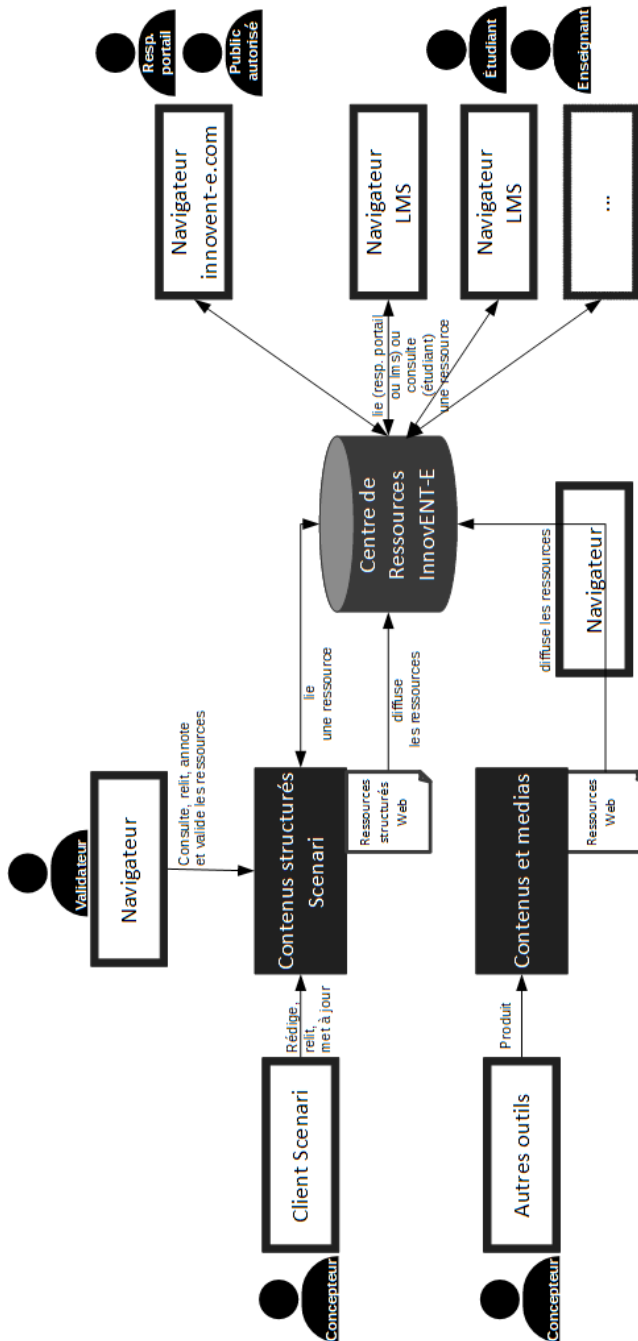 Validateur
Navigateur
Consulte, relit, annote
et valide les ressources
Concepteur
Client Scenari
Rédige,
relit,
met à jour
Contenus structurés
Scenari
Ressources
structurés
Web
lie
une ressource
diffuse
les ressources
Concepteur
Autres outils
Produit
Contenus et medias
Ressources
Web
Navigateur
diffuse les ressources
Centre de
Ressources
InnovENT-E
lie (resp. portail
ou lms) ou
consulte
(étudiant)
une ressource
Navigateur
innovent-e.com
Resp.
portail
Public
autorisé
Navigateur
LMS
Navigateur
LMS
...
Étudiant
Enseignant